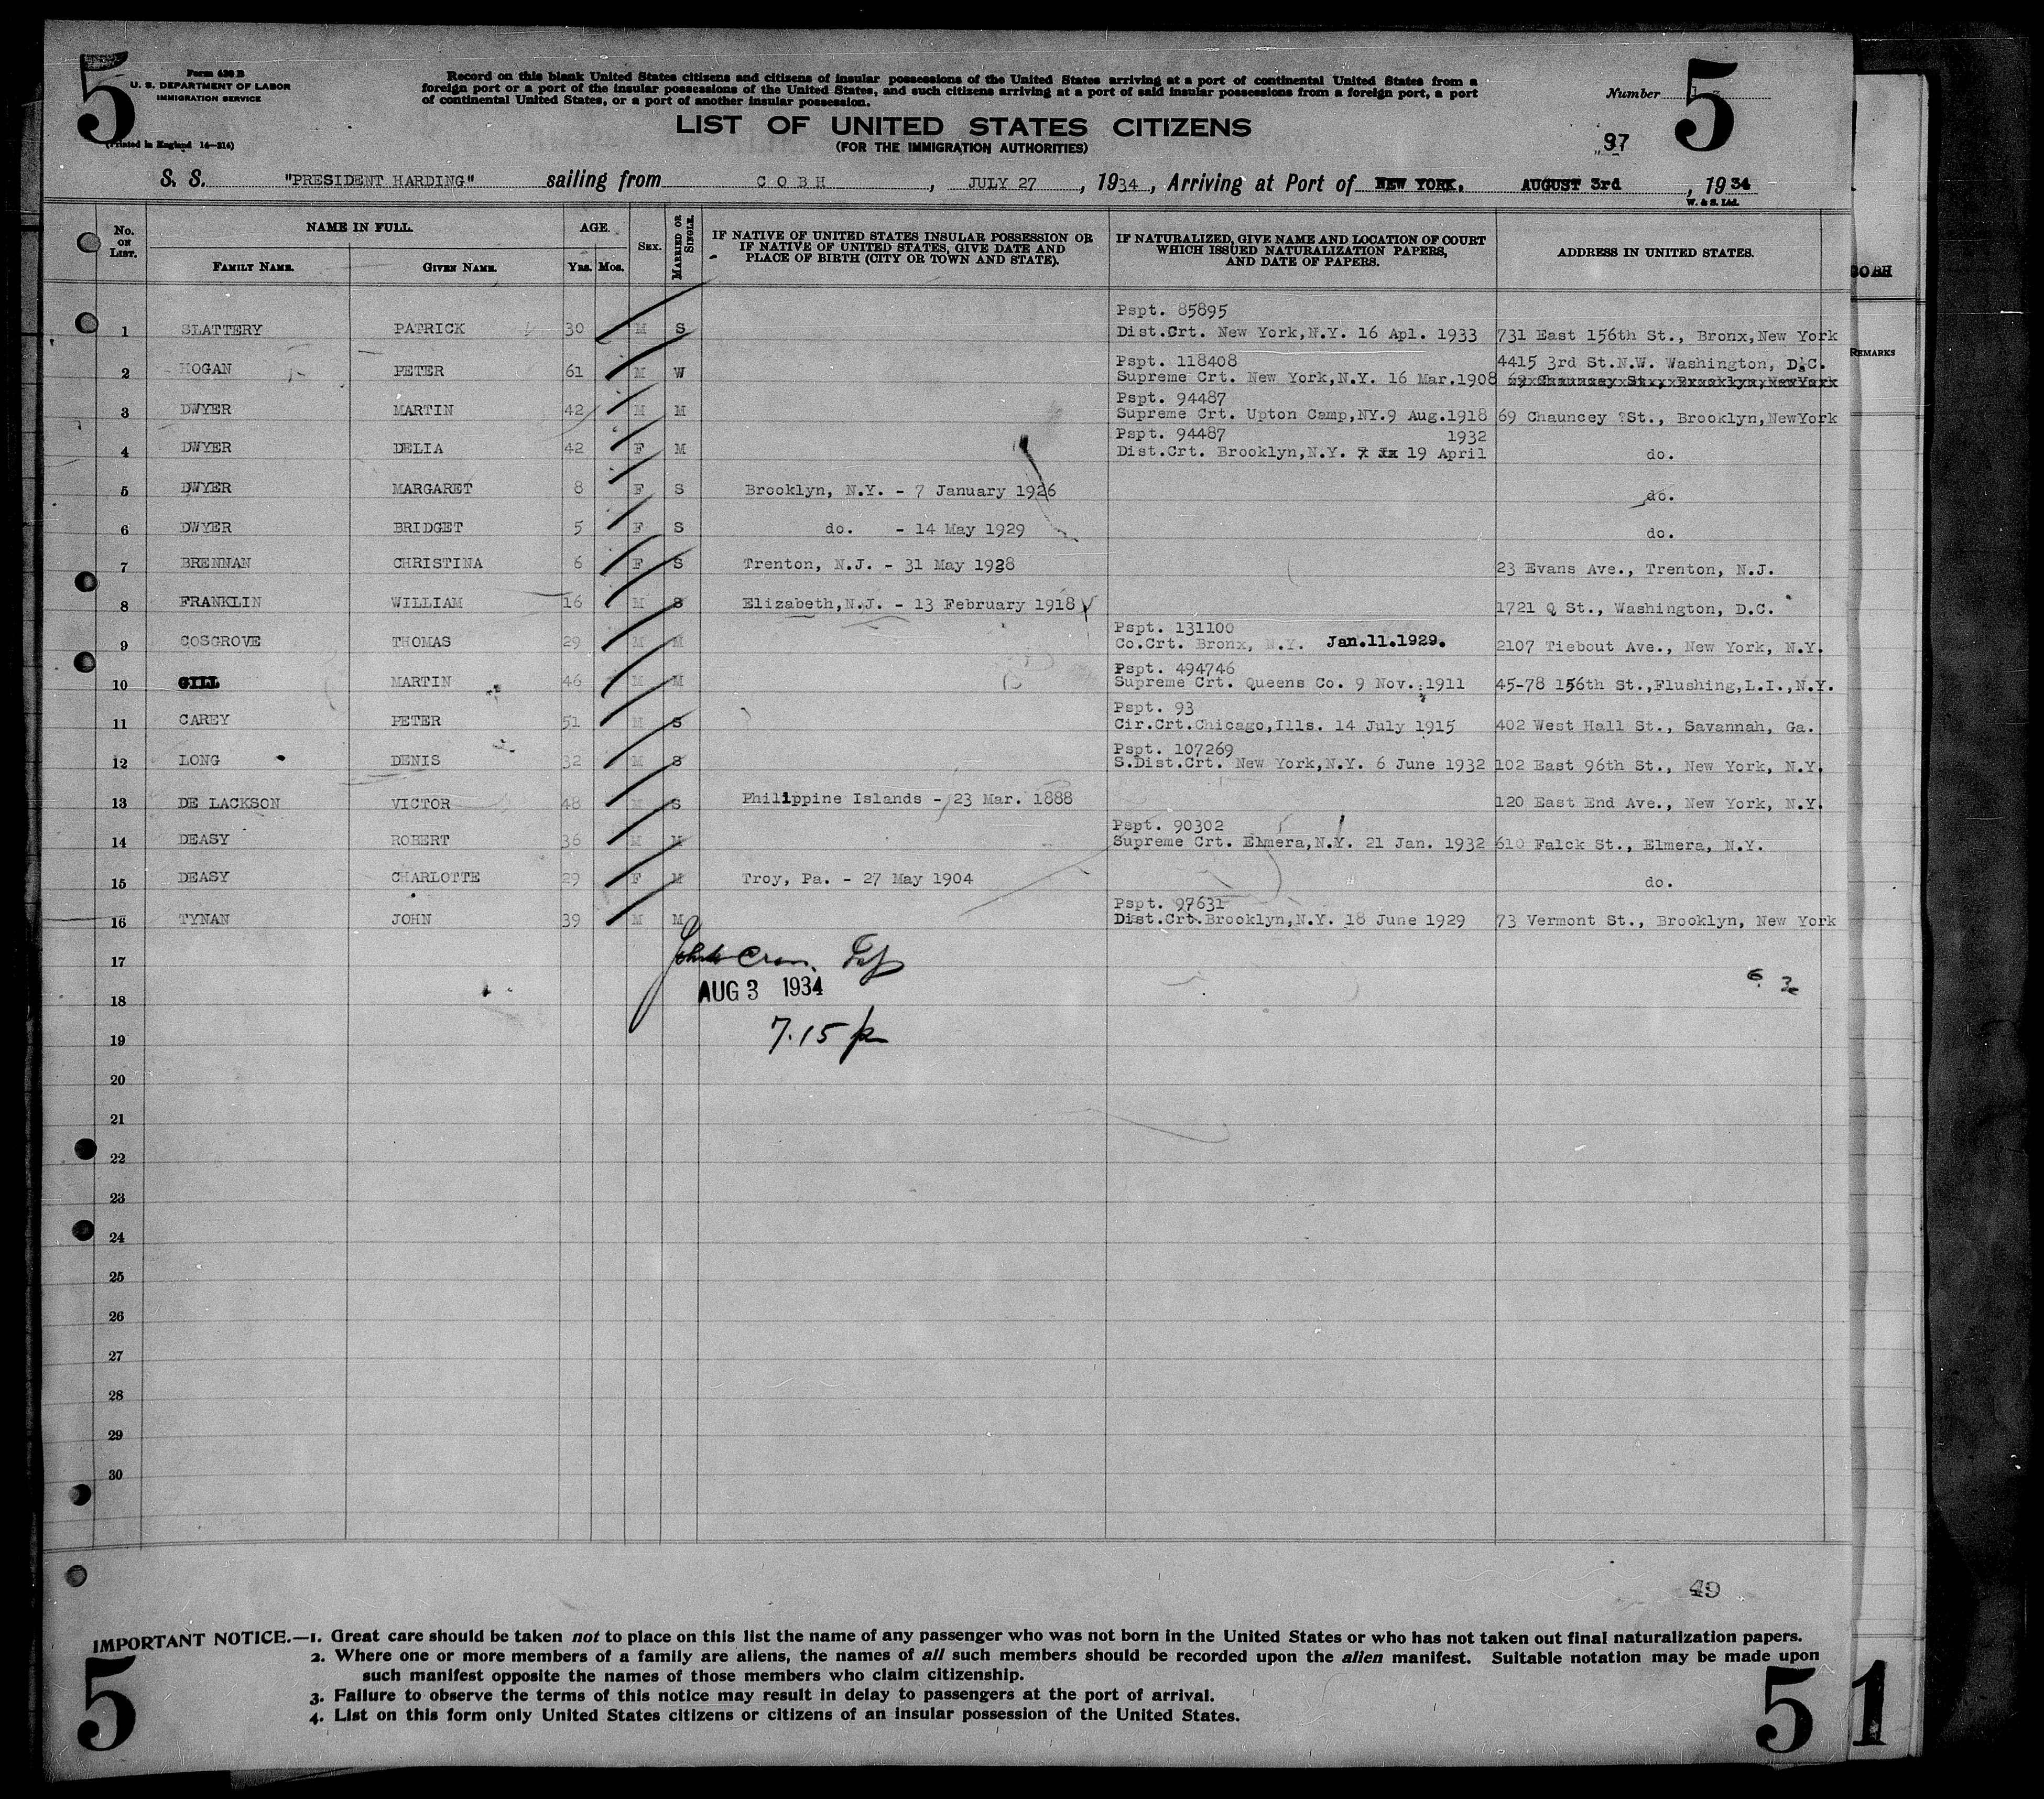 5
Form 630 B
U. S. DEPARTMENT OF LABOR
IMMIGRATION SERVICE
(Printed in England 14—214)
Record on this blank United States citizens and citizens of insular possessions of the United States arriving at a port of continental United States from a
foreign port or a port of the insular possessions of the United States, and such citizens arriving at a port of said insular possessions from a foreign port, a port
of continental United States, or a port of another insular possession.
Number
5
LIST OF UNITED STATES CITIZENS
(FOR THE IMMIGRATION AUTHORITIES)
97
S. S. "PRESIDENT HARDING" sailing from COBH, JULY 27, 1934, Arriving at Port of NEW YORK, AUGUST 3rd, 1934
W. & S. Ltd.
No. ON LIST. NAME IN FULL. AGE. SEX. MARRIED OR SINGLE. IF NATIVE OF UNITED STATES INSULAR POSSESSION OR IF NATIVE OF UNITED STATES, GIVE DATE AND PLACE OF BIRTH (CITY OR TOWN AND STATE). IF NATURALIZED, GIVE NAME AND LOCATION OF COURT WHICH ISSUED NATURALIZATION PAPERS, AND DATE OF PAPERS. ADDRESS IN UNITED STATES.
FAMILY NAME. GIVEN NAME. YRS. MOS.
COBH
REMARKS
Pspt. 85895
1 SLATTERY PATRICK 30 M S Dist.Crt. New York,N.Y. 16 Apl. 1933 731 East 156th St., Bronx,New York
Pspt. 118408 4415 3rd St.N.W. Washington, D.C.
2 HOGAN PETER 61 M W Supreme Crt. New York,N.Y. 16 Mar.1908 69 Chauncey St., Brooklyn,NewYork
Pspt. 94487
3 DWYER MARTIN 42 M M Supreme Crt. Upton Camp,NY.9 Aug.1918 69 Chauncey ?St., Brooklyn,NewYork
Pspt. 94487 1932
4 DWYER DELIA 42 F M Dist.Crt. Brooklyn,N.Y. 19 April do.
5 DWYER MARGARET 8 F S Brooklyn, N.Y. - 7 January 1926 do.
6 DWYER BRIDGET 5 F S do. - 14 May 1929 do.
7 BRENNAN CHRISTINA 6 F S Trenton, N.J. - 31 May 1928 23 Evans Ave., Trenton, N.J.
8 FRANKLIN WILLIAM 16 M S Elizabeth,N.J. - 13 February 1918 1721 Q St., Washington, D.C.
Pspt. 131100
9 COSGROVE THOMAS 29 M M Co.Crt. Bronx, N.Y. Jan.11.1929. 2107 Tiebout Ave., New York, N.Y.
Pspt. 494746
10 GILL MARTIN 46 M M Supreme Crt. Queens Co. 9 Nov. 1911 45-78 156th St.,Flushing,L.I.,N.Y.
Pspt. 93
11 CAREY PETER 51 M S Cir.Crt.Chicago,Ills. 14 July 1915 402 West Hall St., Savannah, Ga.
Pspt. 107269
12 LONG DENIS 32 M S S.Dist.Crt. New York,N.Y. 6 June 1932 102 East 96th St., New York, N.Y.
13 DE LACKSON VICTOR 48 M S Philippine Islands - 23 Mar. 1888 120 East End Ave., New York, N.Y.
Pspt. 90302
14 DEASY ROBERT 36 M M Supreme Crt. Elmera,N.Y. 21 Jan. 1932 610 Falck St., Elmera, N.Y.
15 DEASY CHARLOTTE 29 F M Troy, Pa. - 27 May 1904 do.
Pspt. 97631
16 TYNAN JOHN 39 M M Dist.Crt.Brooklyn,N.Y. 18 June 1929 73 Vermont St., Brooklyn, New York
17
18 AUG 3 1934
19 7.15 p
20
21
22
23
24
25
26
27
28
29
30
49
IMPORTANT NOTICE.—1. Great care should be taken not to place on this list the name of any passenger who was not born in the United States or who has not taken out final naturalization papers.
2. Where one or more members of a family are aliens, the names of all such members should be recorded upon the alien manifest. Suitable notation may be made upon
such manifest opposite the names of those members who claim citizenship.
3. Failure to observe the terms of this notice may result in delay to passengers at the port of arrival.
4. List on this form only United States citizens or citizens of an insular possession of the United States.
5
5
1